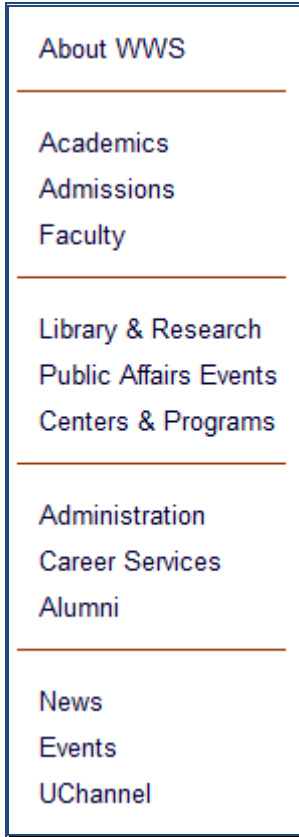 About WWS
Academics
Admissions
Faculty
Library & Research
Public Affairs Events
Centers & Programs
Administration
Career Services
Alumni
News
Events
UChannel